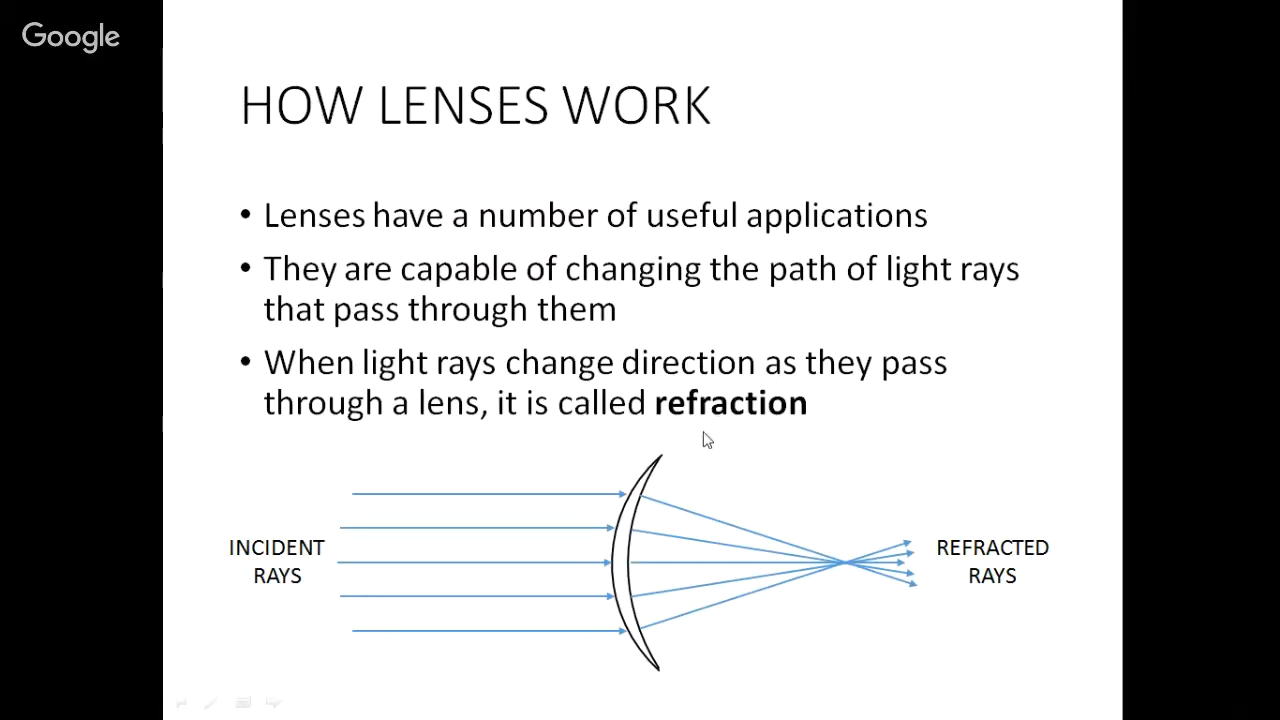 Google
HOW LENSES WORK
• Lenses have a number of useful applications
• They are capable of changing the path of light rays
that pass through them
• When light rays change direction as they pass
through a lens, it is called refraction
INCIDENT
RAYS
REFRACTED
RAYS